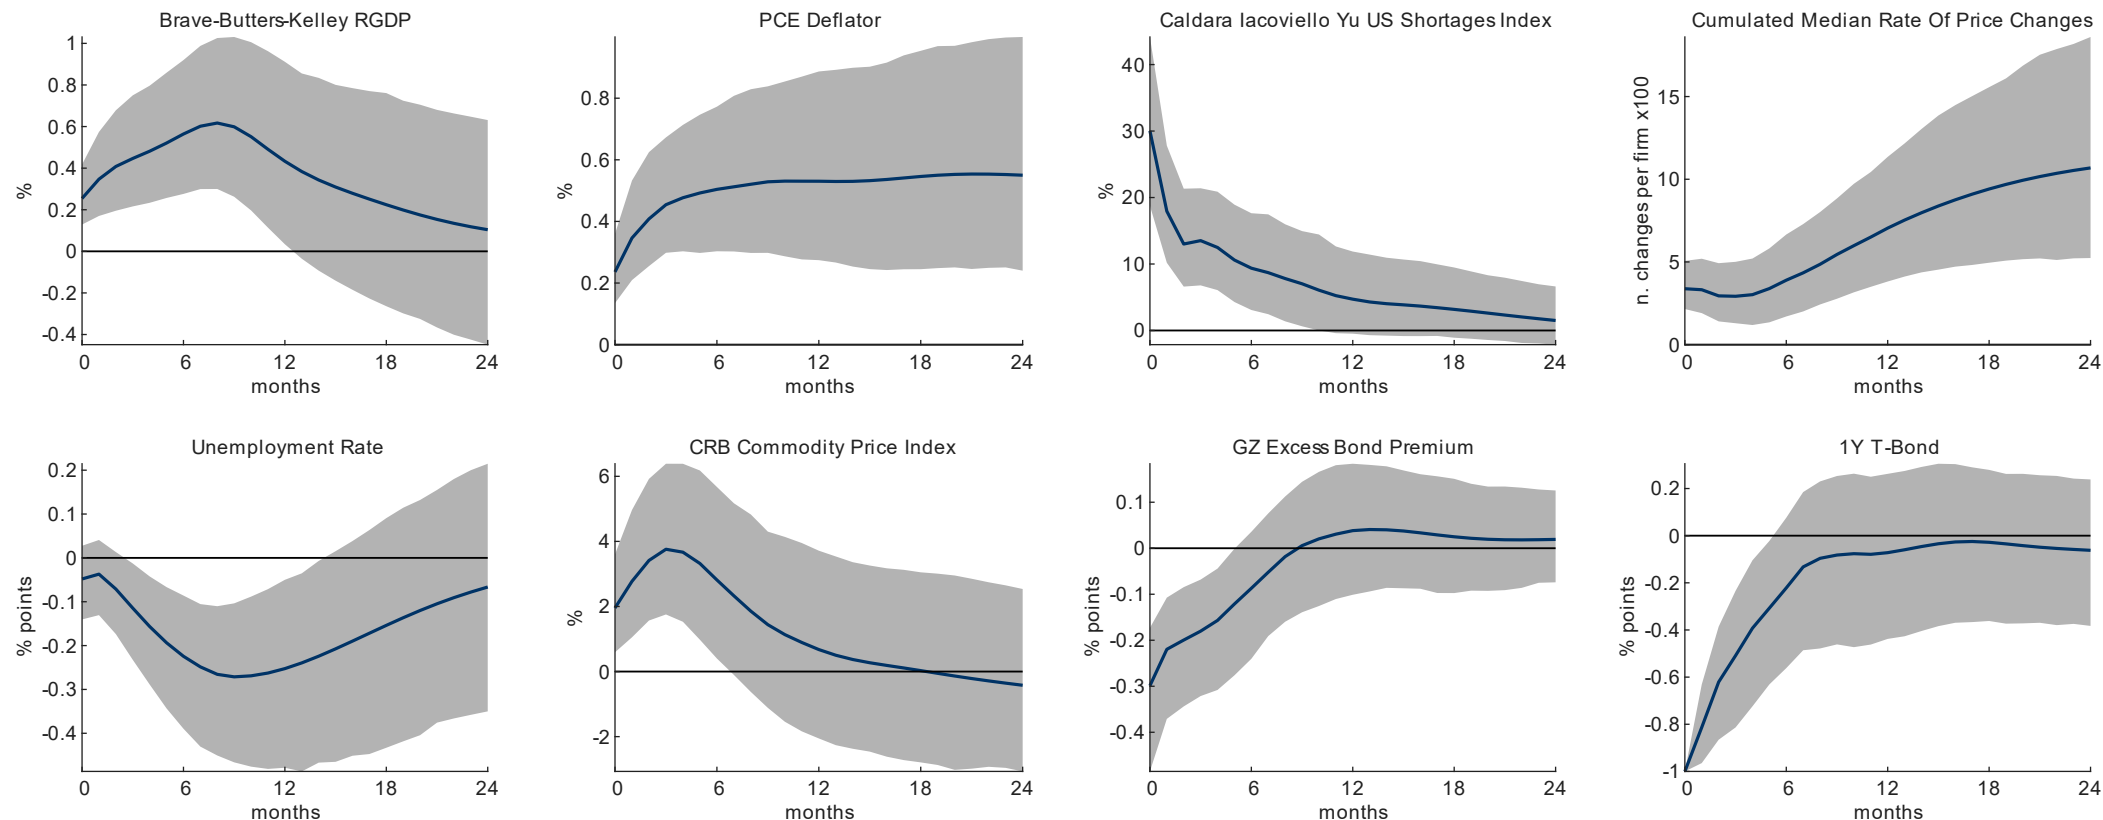 Brave-Butters-Kelley RGDP
%
1
0.8
0.6
0.4
0.2
0
-0.2
-0.4
0 6 12 18 24
months
PCE Deflator
%
0.8
0.6
0.4
0.2
0
0 6 12 18 24
months
Caldara Iacoviello Yu US Shortages Index
%
40
30
20
10
0
0 6 12 18 24
months
Cumulated Median Rate Of Price Changes
n. changes per firm x100
15
10
5
0
0 6 12 18 24
months
Unemployment Rate
% points
0.2
0.1
0
-0.1
-0.2
-0.3
-0.4
0 6 12 18 24
months
CRB Commodity Price Index
%
6
4
2
0
-2
0 6 12 18 24
months
GZ Excess Bond Premium
% points
0.1
0
-0.1
-0.2
-0.3
-0.4
0 6 12 18 24
months
1Y T-Bond
% points
0.2
0
-0.2
-0.4
-0.6
-0.8
-1
0 6 12 18 24
months